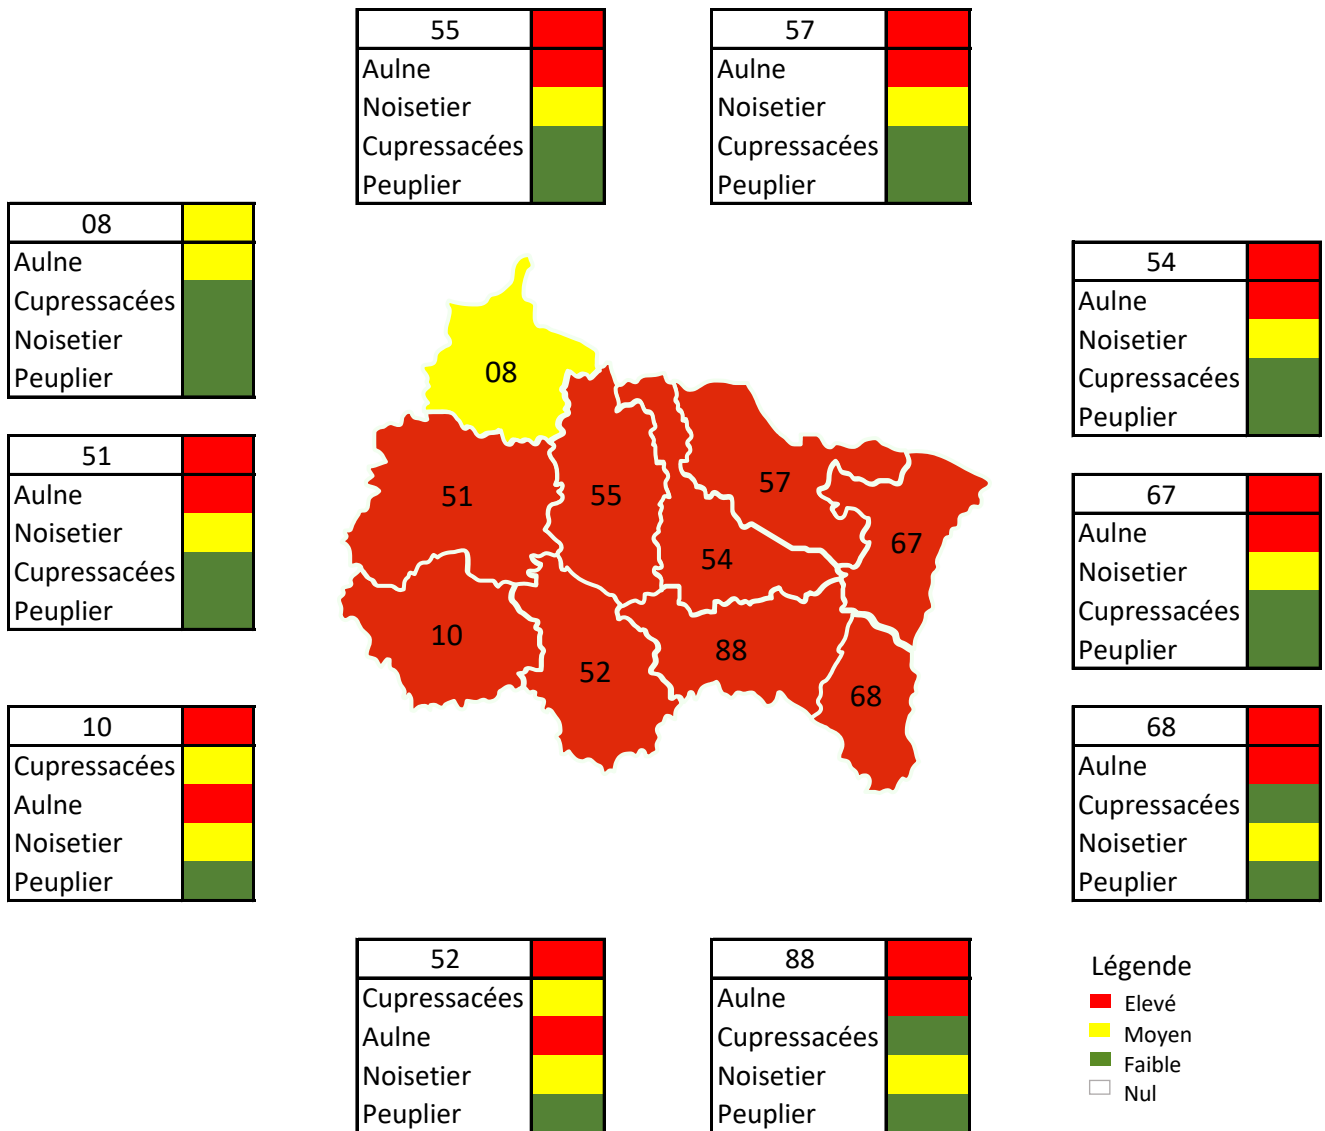 55
Aulne
Noisetier
Cupressacées
Peuplier
57
Aulne
Noisetier
Cupressacées
Peuplier
08
Aulne
Cupressacées
Noisetier
Peuplier
51
Aulne
Noisetier
Cupressacées
Peuplier
10
Cupressacées
Aulne
Noisetier
Peuplier
08
51
55
57
67
54
10
52
88
68
54
Aulne
Noisetier
Cupressacées
Peuplier
67
Aulne
Noisetier
Cupressacées
Peuplier
68
Aulne
Cupressacées
Noisetier
Peuplier
52
Cupressacées
Aulne
Noisetier
Peuplier
88
Aulne
Cupressacées
Noisetier
Peuplier
Légende
Elevé
Moyen
Faible
Nul